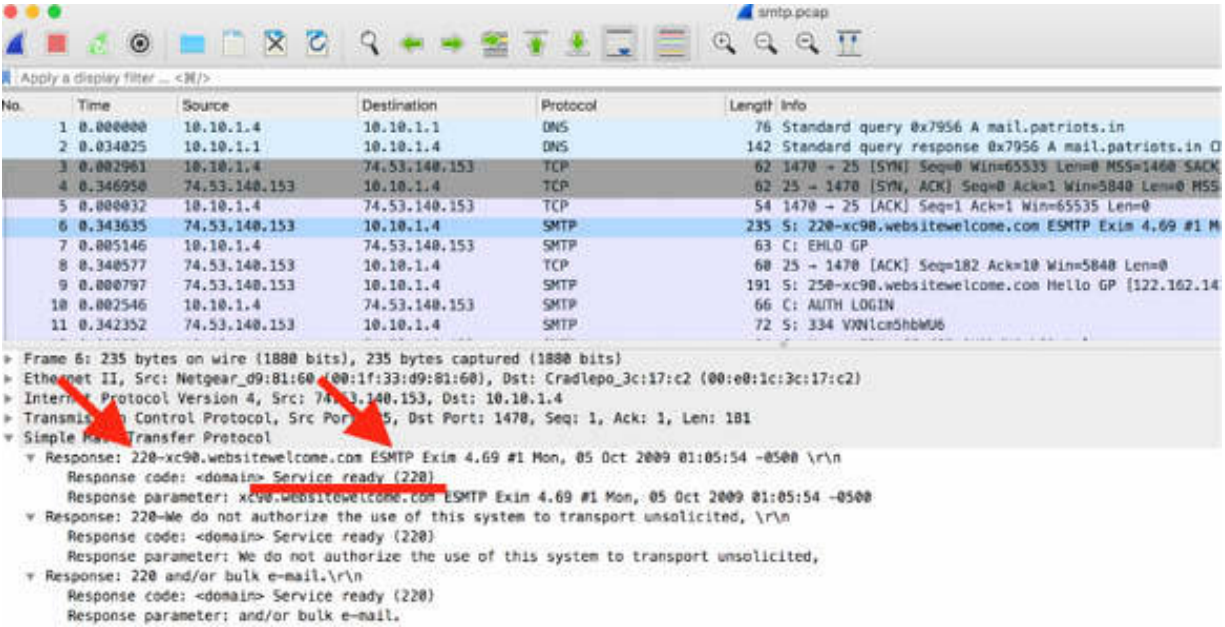 smtp.pcap
Apply a display filter ... <⌘/>
No. Time Source Destination Protocol Length Info
1 0.000000 10.10.1.4 10.10.1.1 DNS 76 Standard query 0x7956 A mail.patriots.in
2 0.034025 10.10.1.1 10.10.1.4 DNS 142 Standard query response 0x7956 A mail.patriots.in
3 0.002961 10.10.1.4 74.53.140.153 TCP 62 1470 → 25 [SYN] Seq=0 Win=65535 Len=0 MSS=1460 SACK
4 0.346950 74.53.140.153 10.10.1.4 TCP 62 25 → 1470 [SYN, ACK] Seq=0 Ack=1 Win=5840 Len=0 MSS
5 0.000032 10.10.1.4 74.53.140.153 TCP 54 1470 → 25 [ACK] Seq=1 Ack=1 Win=65535 Len=0
6 0.343635 74.53.140.153 10.10.1.4 SMTP 235 S: 220-xc90.websitewelcome.com ESMTP Exim 4.69 #1 M
7 0.005146 10.10.1.4 74.53.140.153 SMTP 63 C: EHLO GP
8 0.340577 74.53.140.153 10.10.1.4 TCP 60 25 → 1470 [ACK] Seq=182 Ack=10 Win=5840 Len=0
9 0.000797 74.53.140.153 10.10.1.4 SMTP 191 S: 250-xc90.websitewelcome.com Hello GP [122.162.14
10 0.002546 10.10.1.4 74.53.140.153 SMTP 66 C: AUTH LOGIN
11 0.342352 74.53.140.153 10.10.1.4 SMTP 72 S: 334 VXNlcm5hbWU6
Frame 6: 235 bytes on wire (1880 bits), 235 bytes captured (1880 bits)
Ethernet II, Src: Netgear_d9:81:60 (00:1f:33:d9:81:60), Dst: Cradlepo_3c:17:c2 (00:e0:1c:3c:17:c2)
Internet Protocol Version 4, Src: 74.53.140.153, Dst: 10.10.1.4
Transmission Control Protocol, Src Port: 25, Dst Port: 1470, Seq: 1, Ack: 1, Len: 181
Simple Mail Transfer Protocol
Response: 220-xc90.websitewelcome.com ESMTP Exim 4.69 #1 Mon, 05 Oct 2009 01:05:54 -0500 \r\n
Response code: <domain> Service ready (220)
Response parameter: xc90.websitewelcome.com ESMTP Exim 4.69 #1 Mon, 05 Oct 2009 01:05:54 -0500
Response: 220-We do not authorize the use of this system to transport unsolicited, \r\n
Response code: <domain> Service ready (220)
Response parameter: We do not authorize the use of this system to transport unsolicited,
Response: 220 and/or bulk e-mail.\r\n
Response code: <domain> Service ready (220)
Response parameter: and/or bulk e-mail.